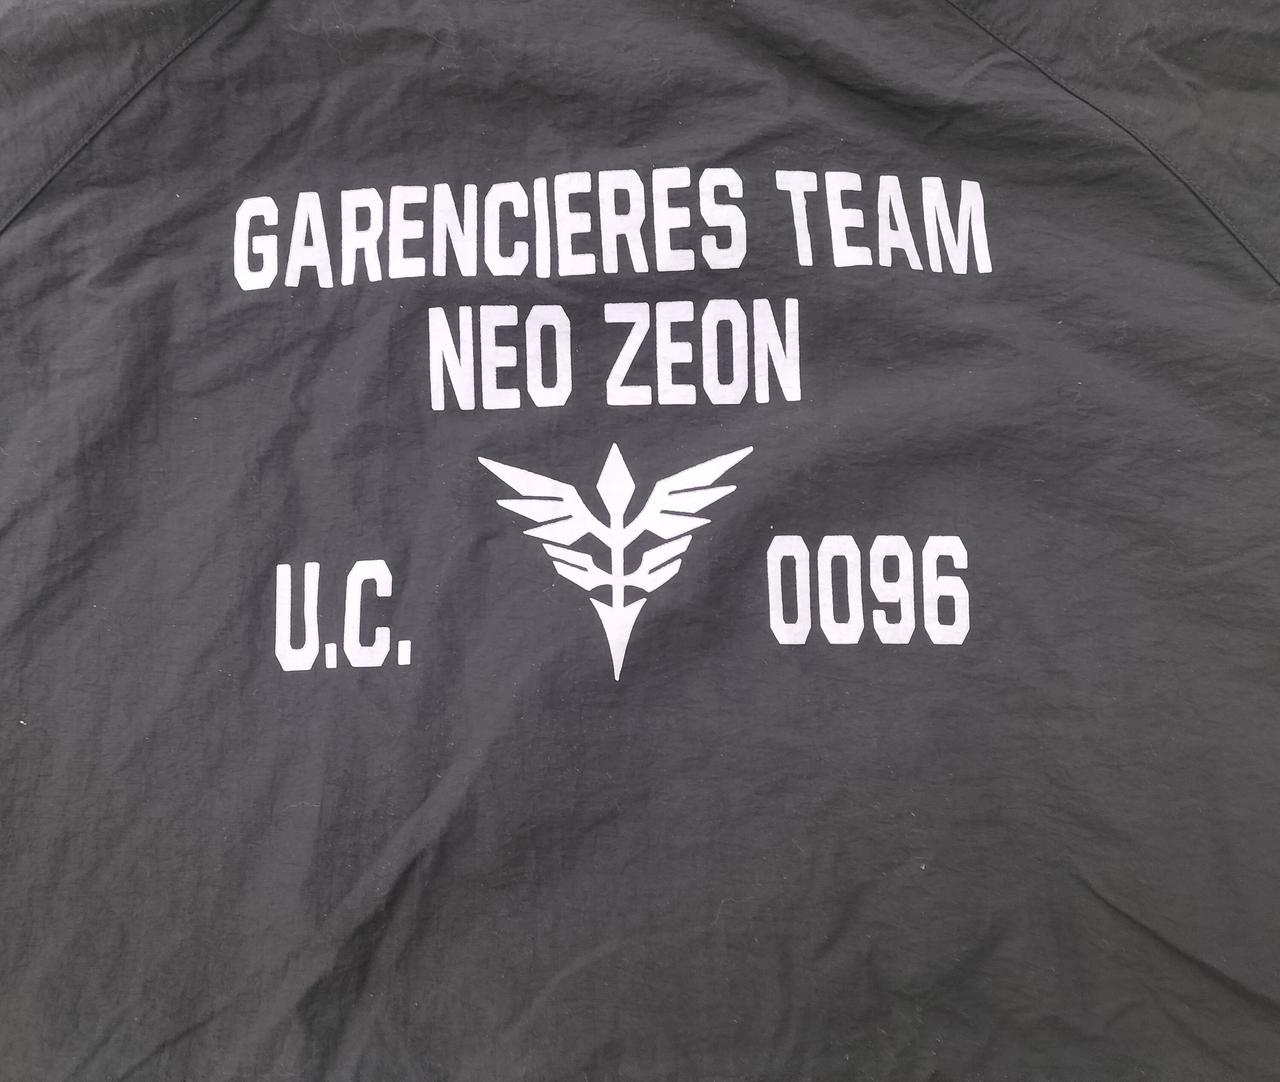 GARENCIERES TEAM
NEO ZEON
U.C. 0096